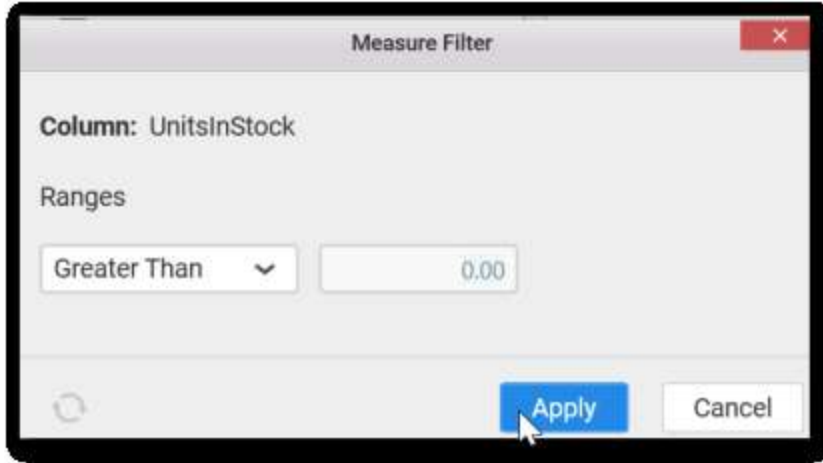 Measure Filter
Column: UnitsInStock
Ranges
Greater Than 0.00
Apply Cancel